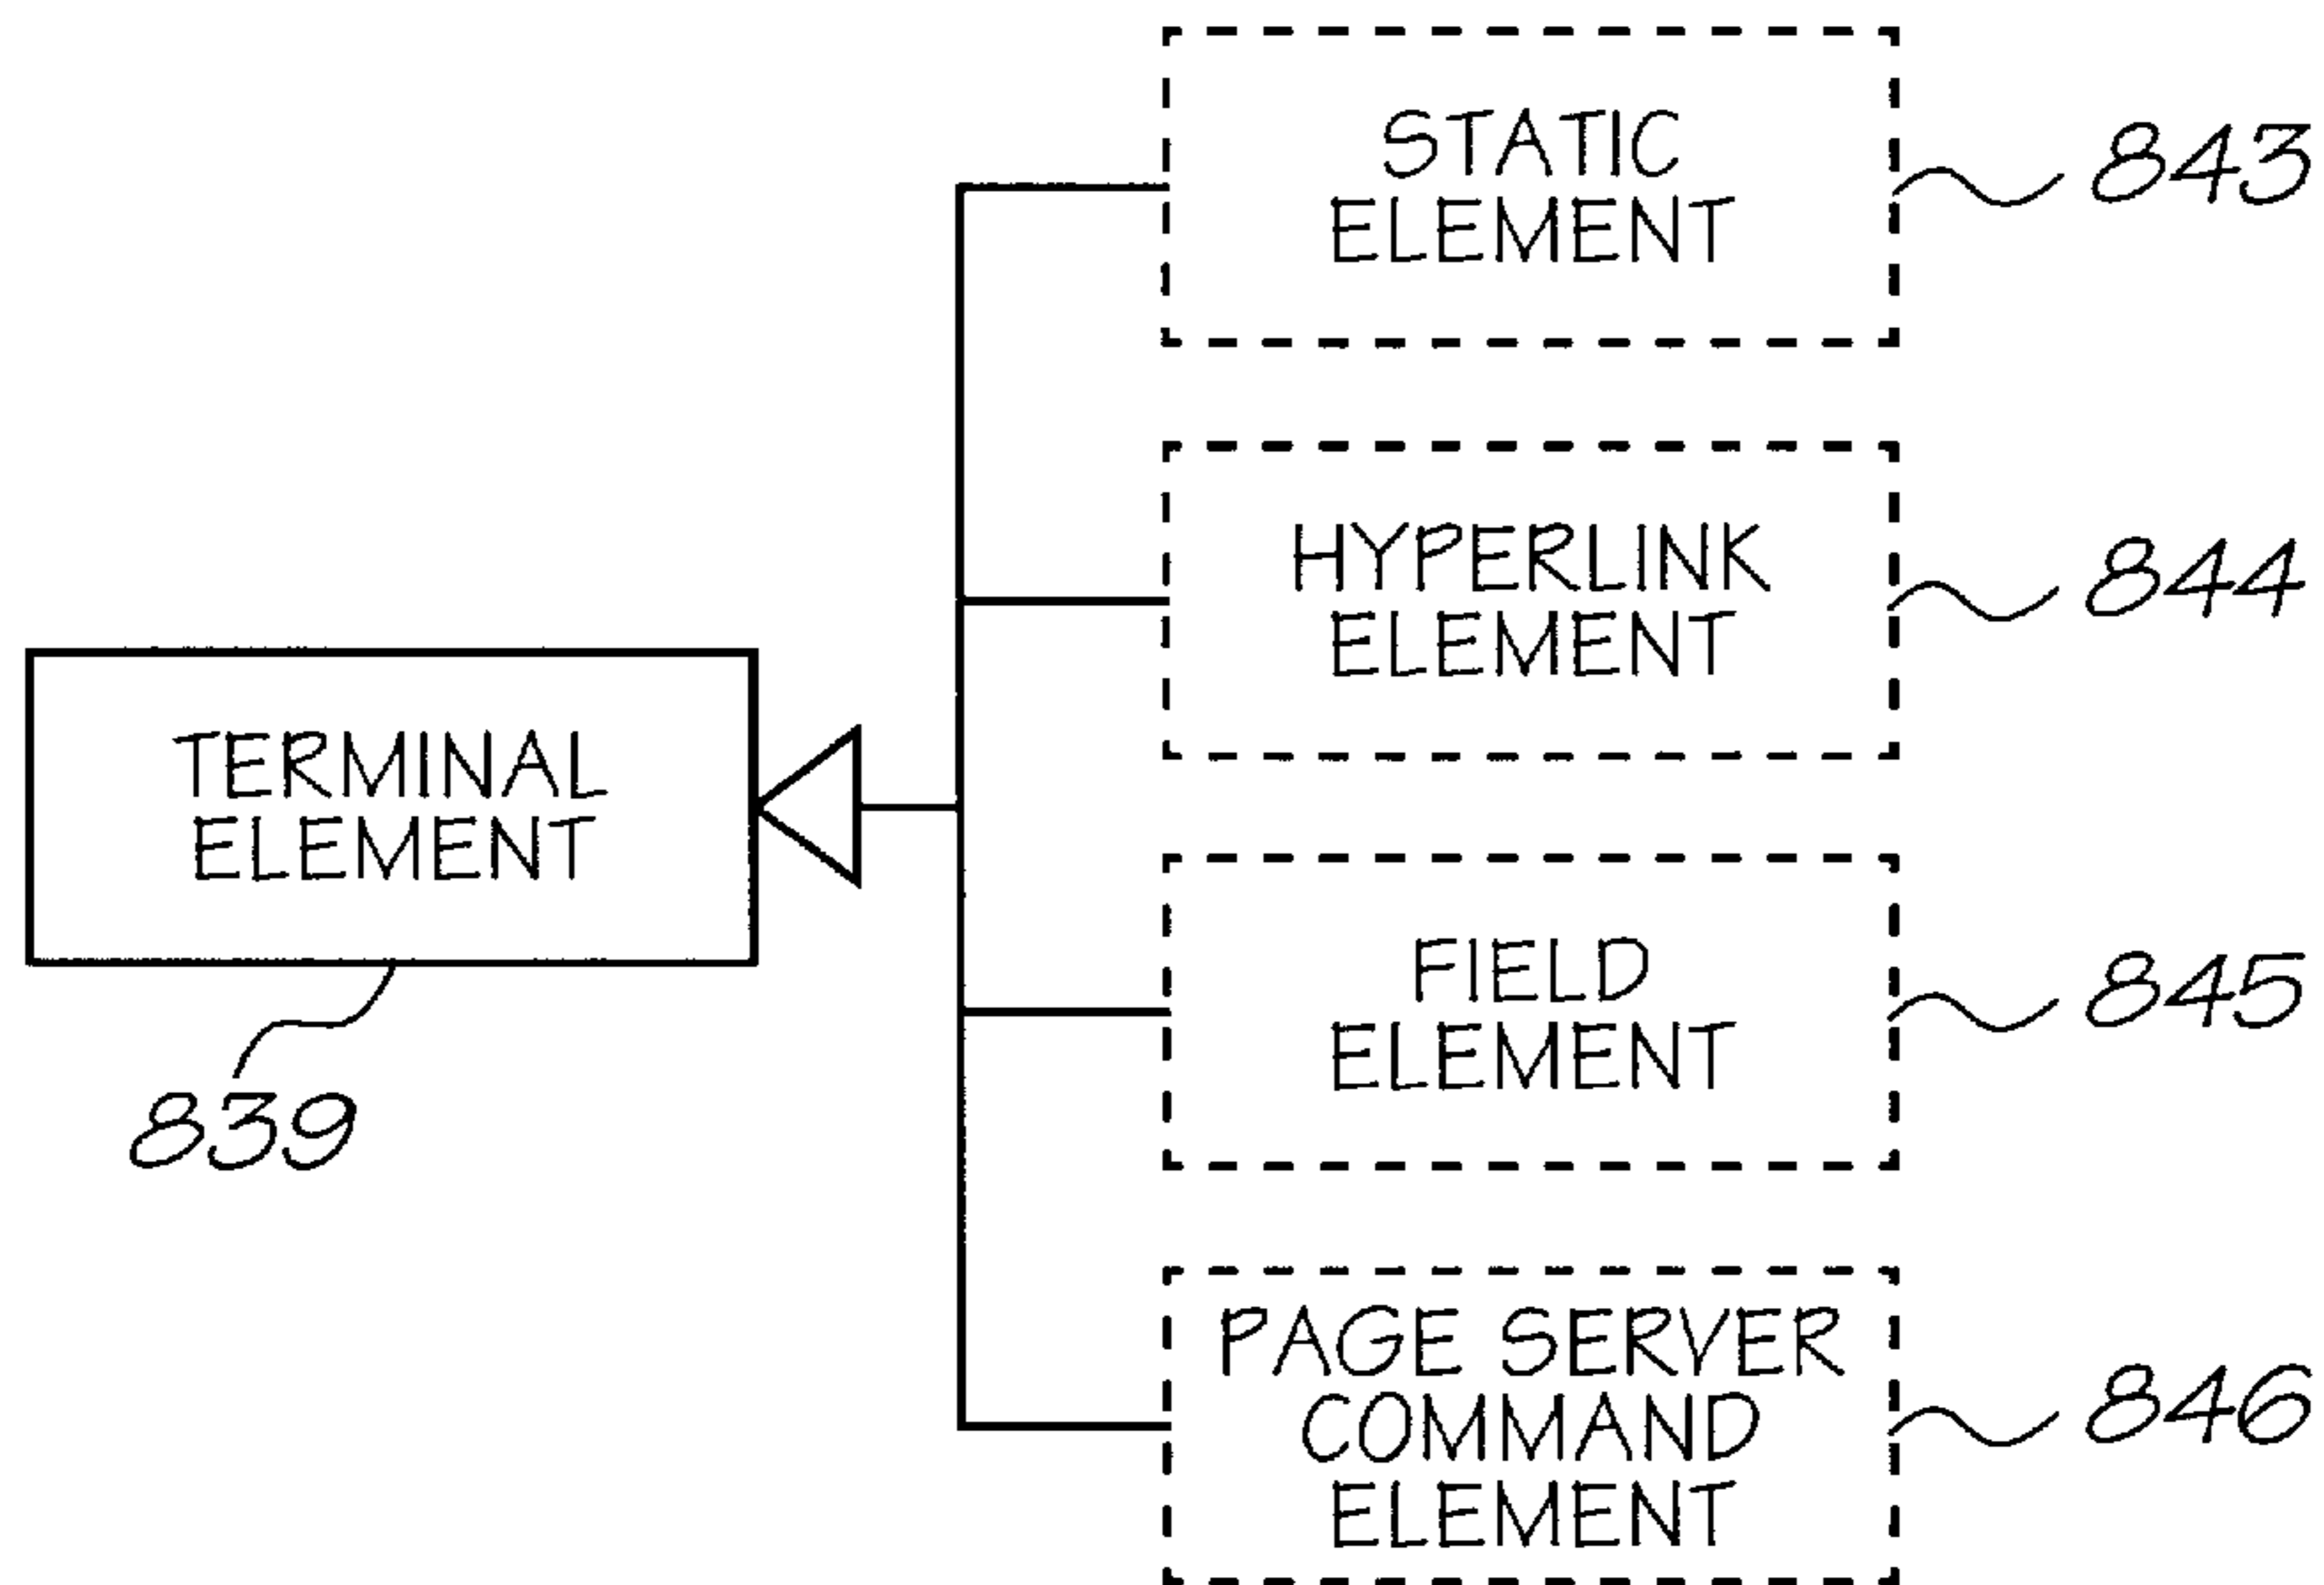 STATIC
ELEMENT
843
HYPERLINK
ELEMENT
844
TERMINAL
ELEMENT
839
FIELD
ELEMENT
845
PAGE SERVER
COMMAND
ELEMENT
846